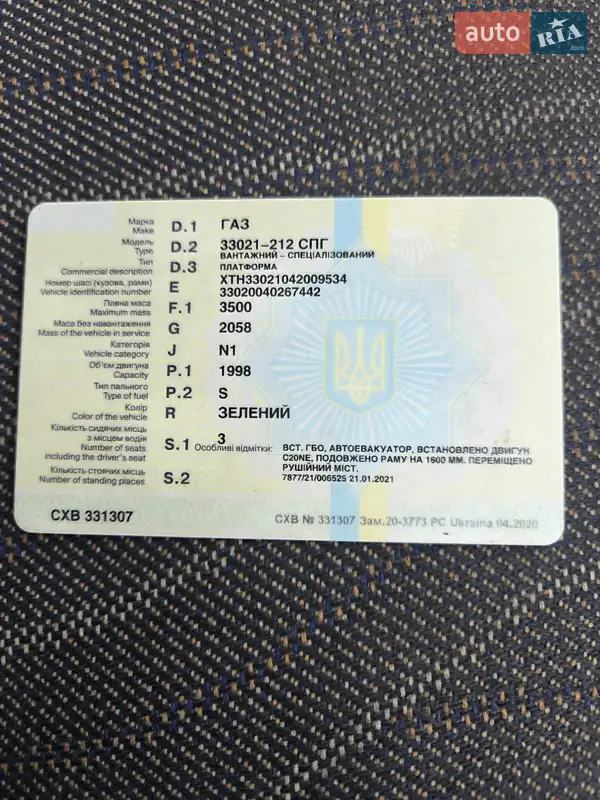 auto RIA.com
Марка
Make D.1 ГАЗ
Модель
Type D.2 33021-212 СПГ
Тип
Commercial description D.3 ВАНТАЖНИЙ – СПЕЦІАЛІЗОВАНИЙ
ПЛАТФОРМА
Номер шасі (кузова, рами)
Vehicle identification number E XTH33021042009534
33020040267442
Повна маса
Maximum mass F.1 3500
Маса без навантаження
Mass of the vehicle in service G 2058
Категорія
Vehicle category J N1
Об'єм двигуна
Capacity P.1 1998
Тип пального
Type of fuel P.2 S
Колір
Color of the vehicle R ЗЕЛЕНИЙ
Кількість сидячих місць
з місцем водія
Number of seats
including the driver's seat S.1 3
Кількість стоячих місць
Number of standing places S.2
Особливі відмітки: ВСТ. ГБО, АВТОЕВАКУАТОР, ВСТАНОВЛЕНО ДВИГУН
C20NE, ПОДОВЖЕНО РАМУ НА 1600 ММ. ПЕРЕМІЩЕНО
РУШІЙНИЙ МІСТ.
7877/21/006525 21.01.2021
СХВ 331307
СХВ № 331307 Зам.20-3773 РС Ukraina 04.2020